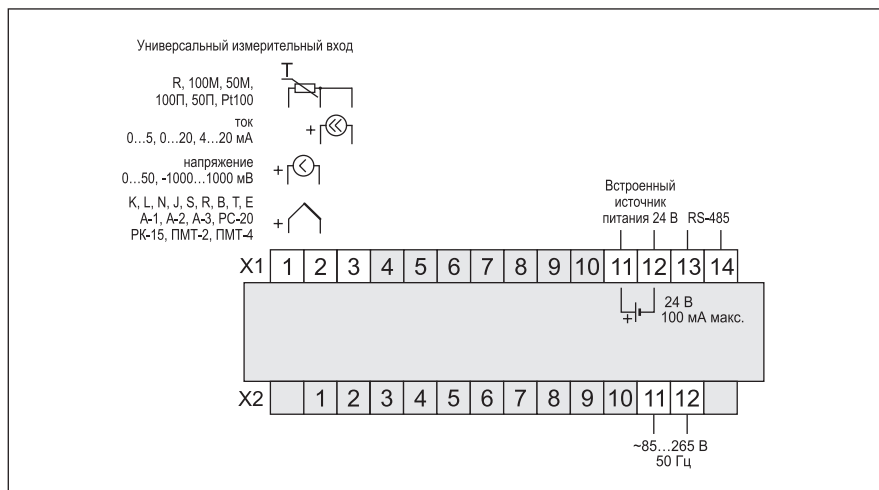 Универсальный измерительный вход
T
R, 100М, 50М,
100П, 50П, Pt100
ток
0...5, 0...20, 4...20 мА
+
напряжение
0...50, -1000...1000 мВ
+
K, L, N, J, S, R, B, T, E
А-1, А-2, А-3, РС-20
РК-15, ПМТ-2, ПМТ-4
+
Встроенный
источник
питания 24 В
RS-485
X1 1 2 3 4 5 6 7 8 9 10 11 12 13 14
+
24 В
100 мА макс.
X2 1 2 3 4 5 6 7 8 9 10 11 12
~85...265 В
50 Гц